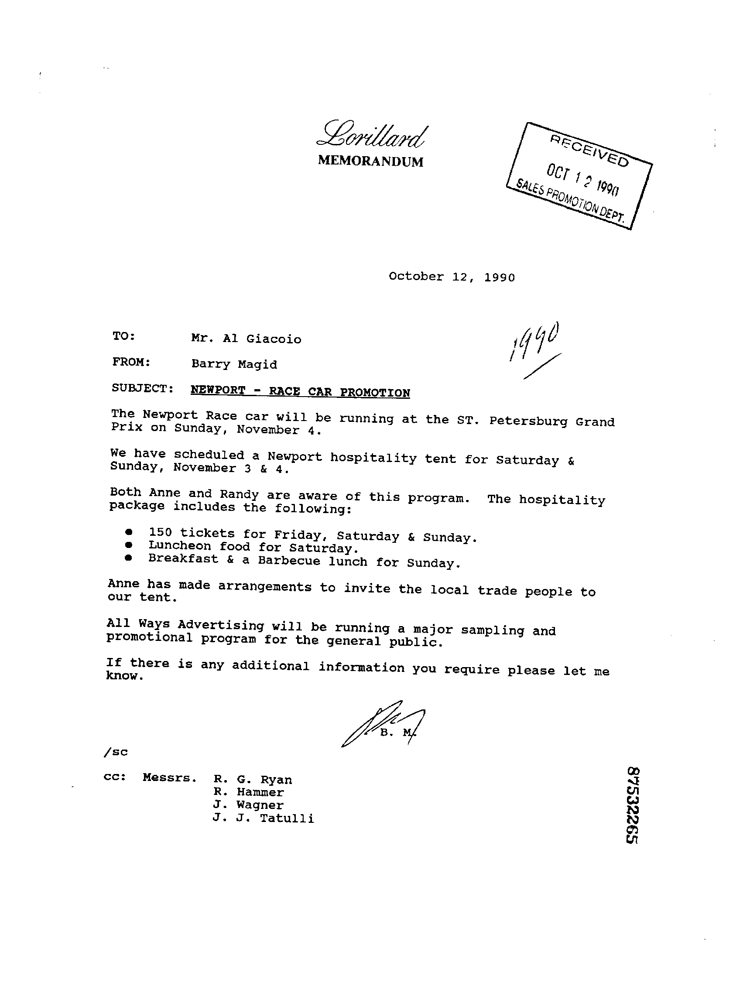 Lorillard
MEMORANDUM
RECEIVED
OCT 12 1990
SALES PROMOTION DEPT.
October 12, 1990
1990
TO: Mr. Al Giacoio
FROM: Barry Magid
SUBJECT: NEWPORT - RACE CAR PROMOTION
The Newport Race car will be running at the ST. Petersburg Grand
Prix on Sunday, November 4.
We have scheduled a Newport hospitality tent for Saturday &
Sunday, November 3 & 4.
Both Anne and Randy are aware of this program. The hospitality
package includes the following:
● 150 tickets for Friday, Saturday & Sunday.
● Luncheon food for Saturday.
● Breakfast & a Barbecue lunch for Sunday.
Anne has made arrangements to invite the local trade people to
our tent.
All Ways Advertising will be running a major sampling and
promotional program for the general public.
If there is any additional information you require please let me
know.
B. M.
/sc
cc: Messrs. R. G. Ryan
R. Hammer
J. Wagner
J. J. Tatulli
87532265